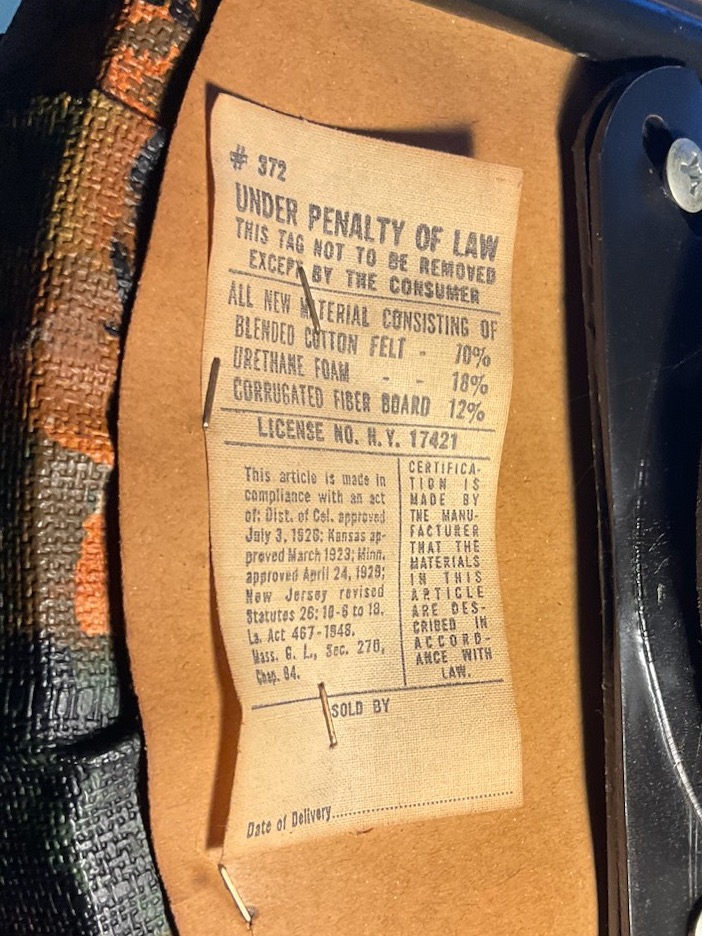 # 372
UNDER PENALTY OF LAW
THIS TAG NOT TO BE REMOVED
EXCEPT BY THE CONSUMER
ALL NEW MATERIAL CONSISTING OF
BLENDED COTTON FELT - 70%
URETHANE FOAM - - 18%
CORRUGATED FIBER BOARD 12%
LICENSE NO. N.Y. 17421
This article is made in
compliance with an act
of: Dist. of Col. approved
July 3, 1926; Kansas ap-
proved March 1923; Minn.
approved April 24, 1929;
New Jersey revised
Statutes 26; 10-6 to 18.
La. Act 467-1948.
Mass. G. L., Sec. 270,
Chap. 94.
CERTIFICA-
TION IS
MADE BY
THE MANU-
FACTURER
THAT THE
MATERIALS
IN THIS
ARTICLE
ARE DES-
CRIBED IN
ACCORD-
ANCE WITH
LAW.
SOLD BY
Date of Delivery